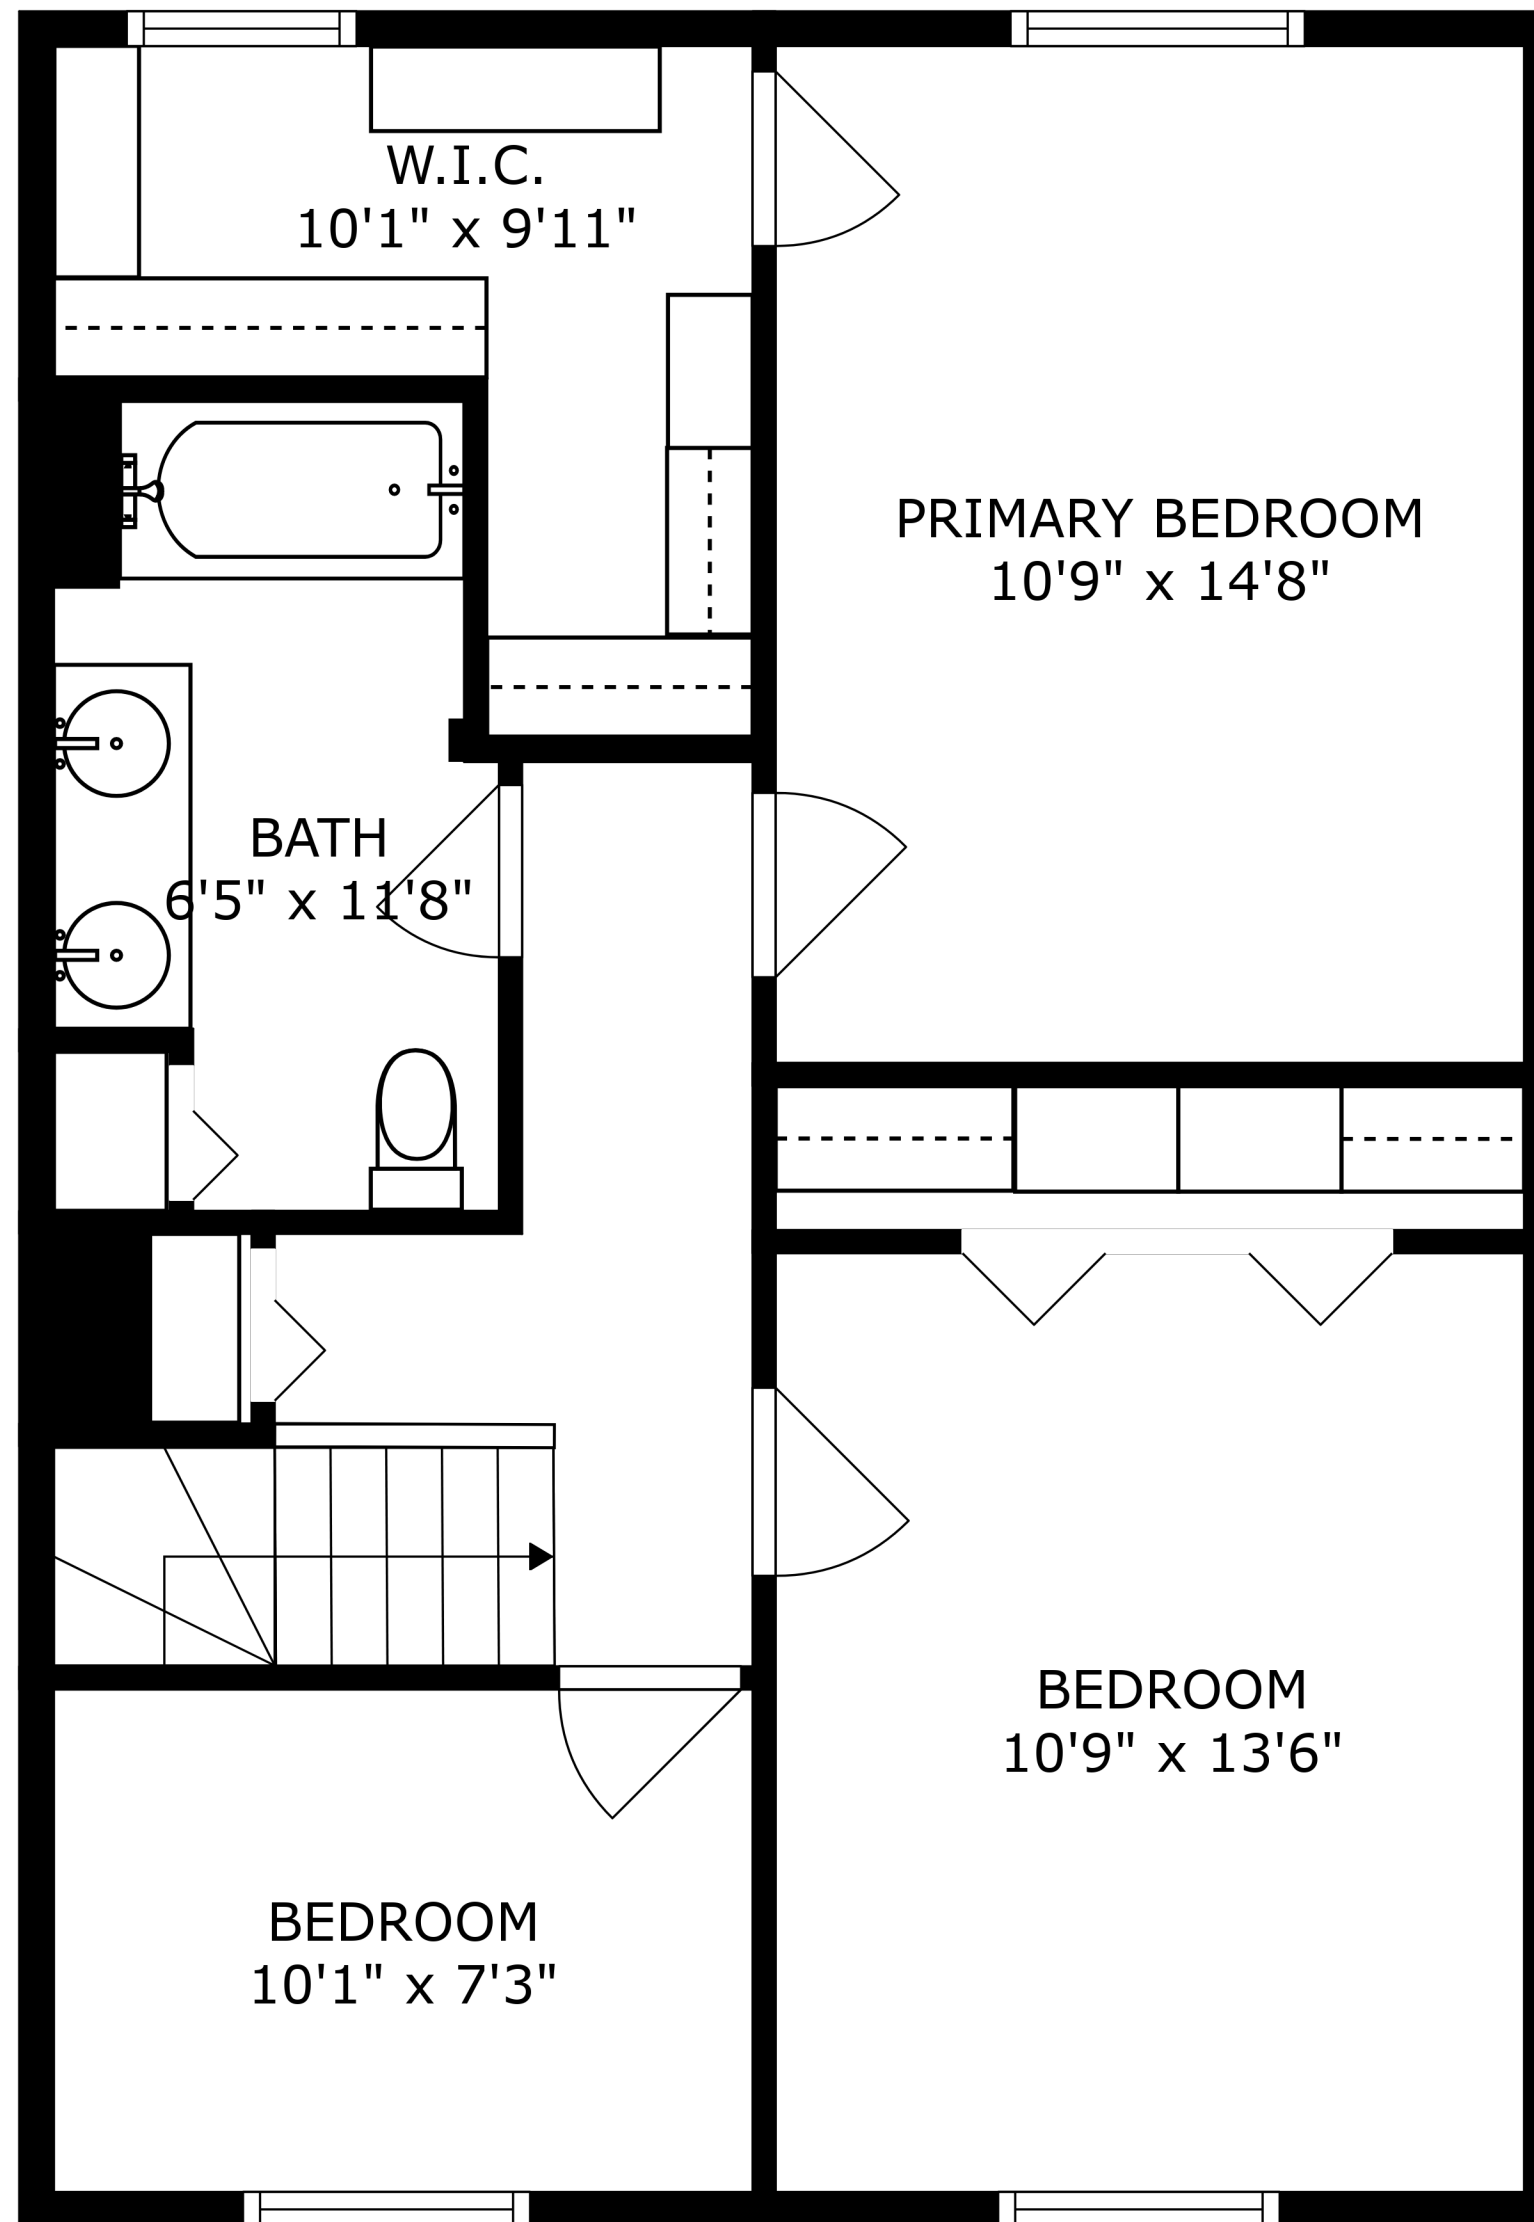 W.I.C.
10'1" x 9'11"
PRIMARY BEDROOM
10'9" x 14'8"
BATH
6'5" x 11'8"
BEDROOM
10'9" x 13'6"
BEDROOM
10'1" x 7'3"